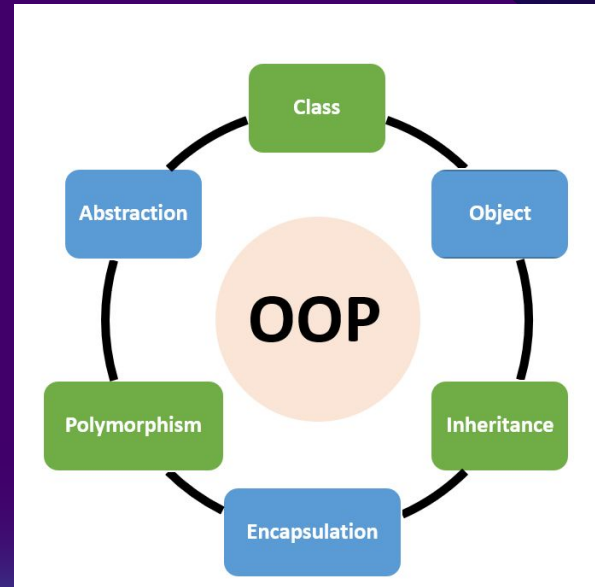 Class
Abstraction
Object
OOP
Polymorphism
Inheritance
Encapsulation